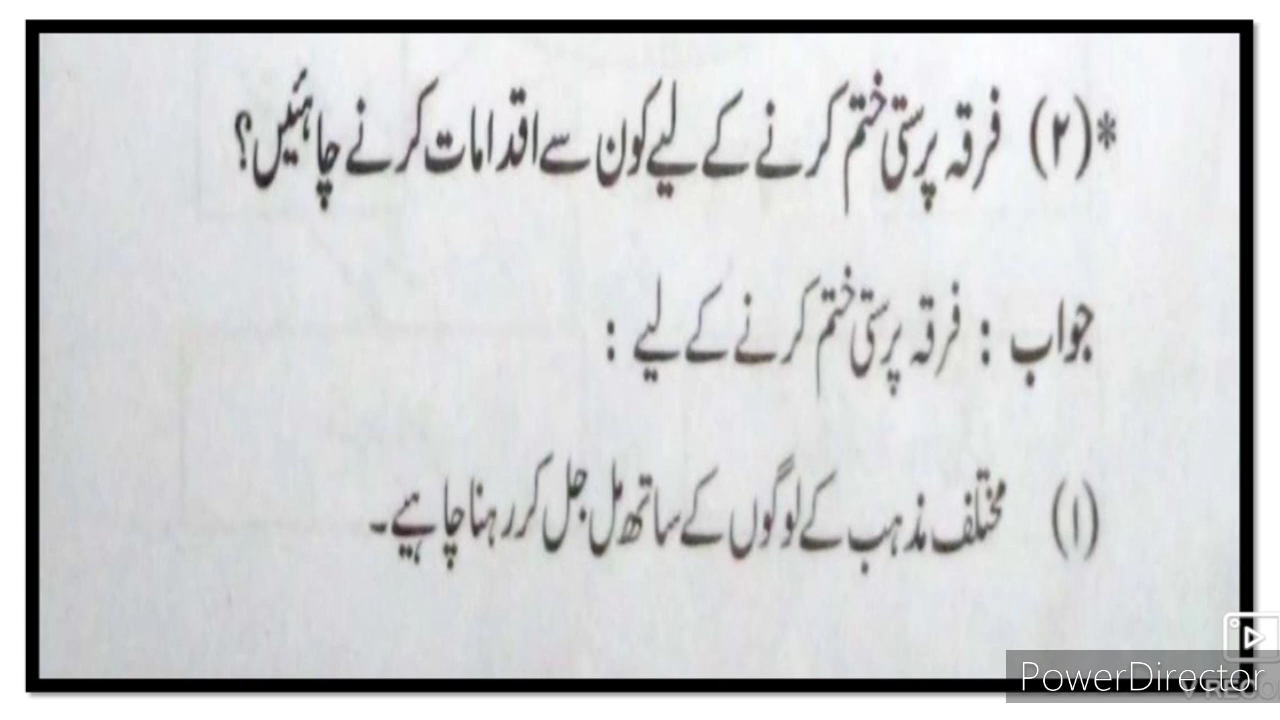 *(۲) فرقہ پرستی ختم کرنے کے لیے کون سے اقدامات کرنے چاہئیں؟
جواب : فرقہ پرستی ختم کرنے کے لیے :
(۱) مختلف مذہب کے لوگوں کے ساتھ مل جل کر رہنا چاہیے۔
PowerDirector